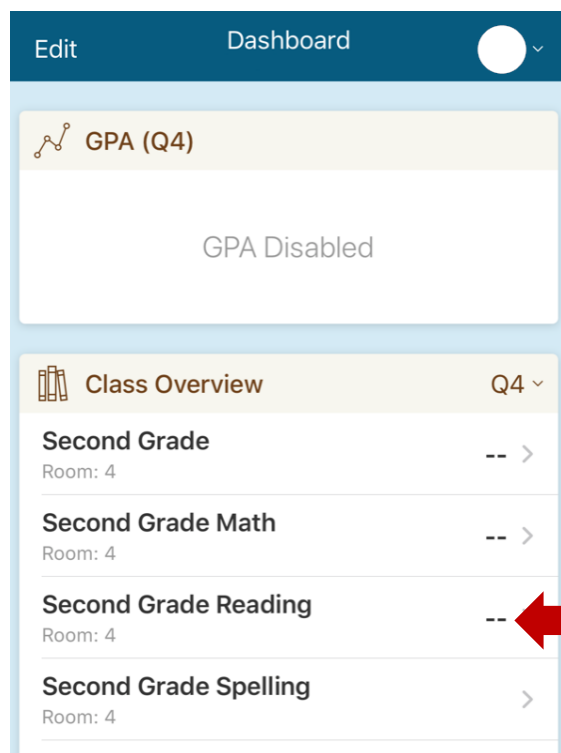 Edit Dashboard
GPA (Q4)
GPA Disabled
Class Overview Q4
Second Grade --
Room: 4
Second Grade Math --
Room: 4
Second Grade Reading --
Room: 4
Second Grade Spelling
Room: 4